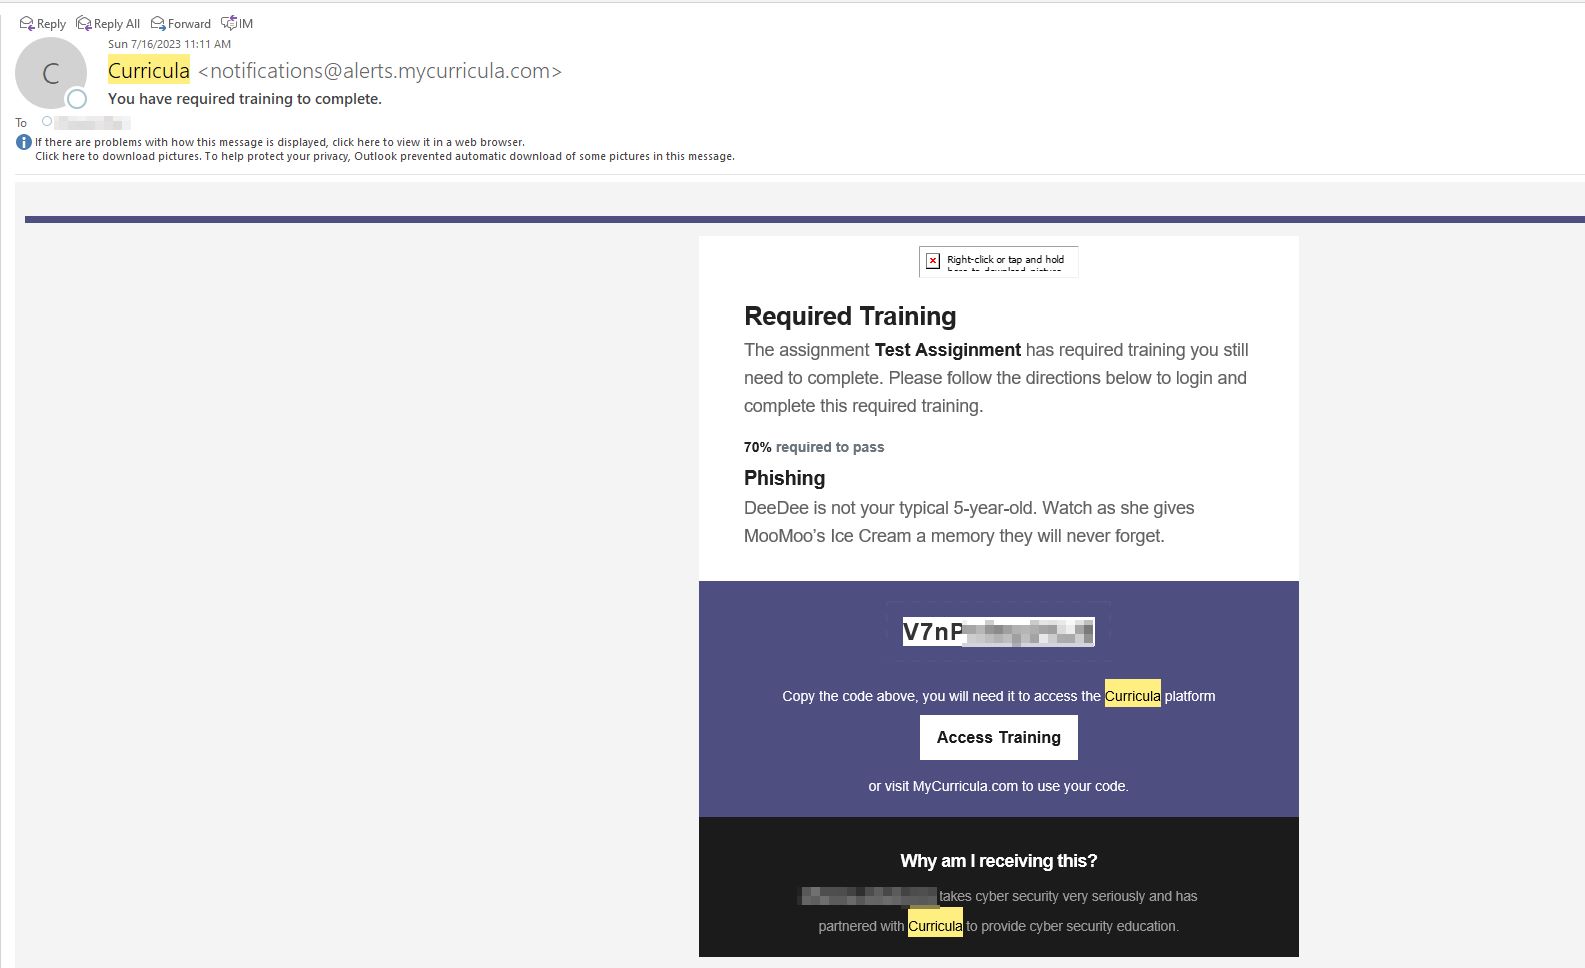 Reply Reply All Forward IM
Sun 7/16/2023 11:11 AM
C
Curricula <notifications@alerts.mycurricula.com>
You have required training to complete.
To
If there are problems with how this message is displayed, click here to view it in a web browser.
Click here to download pictures. To help protect your privacy, Outlook prevented automatic download of some pictures in this message.
Right-click or tap and hold
here to download picture
Required Training
The assignment Test Assiginment has required training you still
need to complete. Please follow the directions below to login and
complete this required training.
70% required to pass
Phishing
DeeDee is not your typical 5-year-old. Watch as she gives
MooMoo’s Ice Cream a memory they will never forget.
V7nP
Copy the code above, you will need it to access the Curricula platform
Access Training
or visit MyCurricula.com to use your code.
Why am I receiving this?
takes cyber security very seriously and has
partnered with Curricula to provide cyber security education.